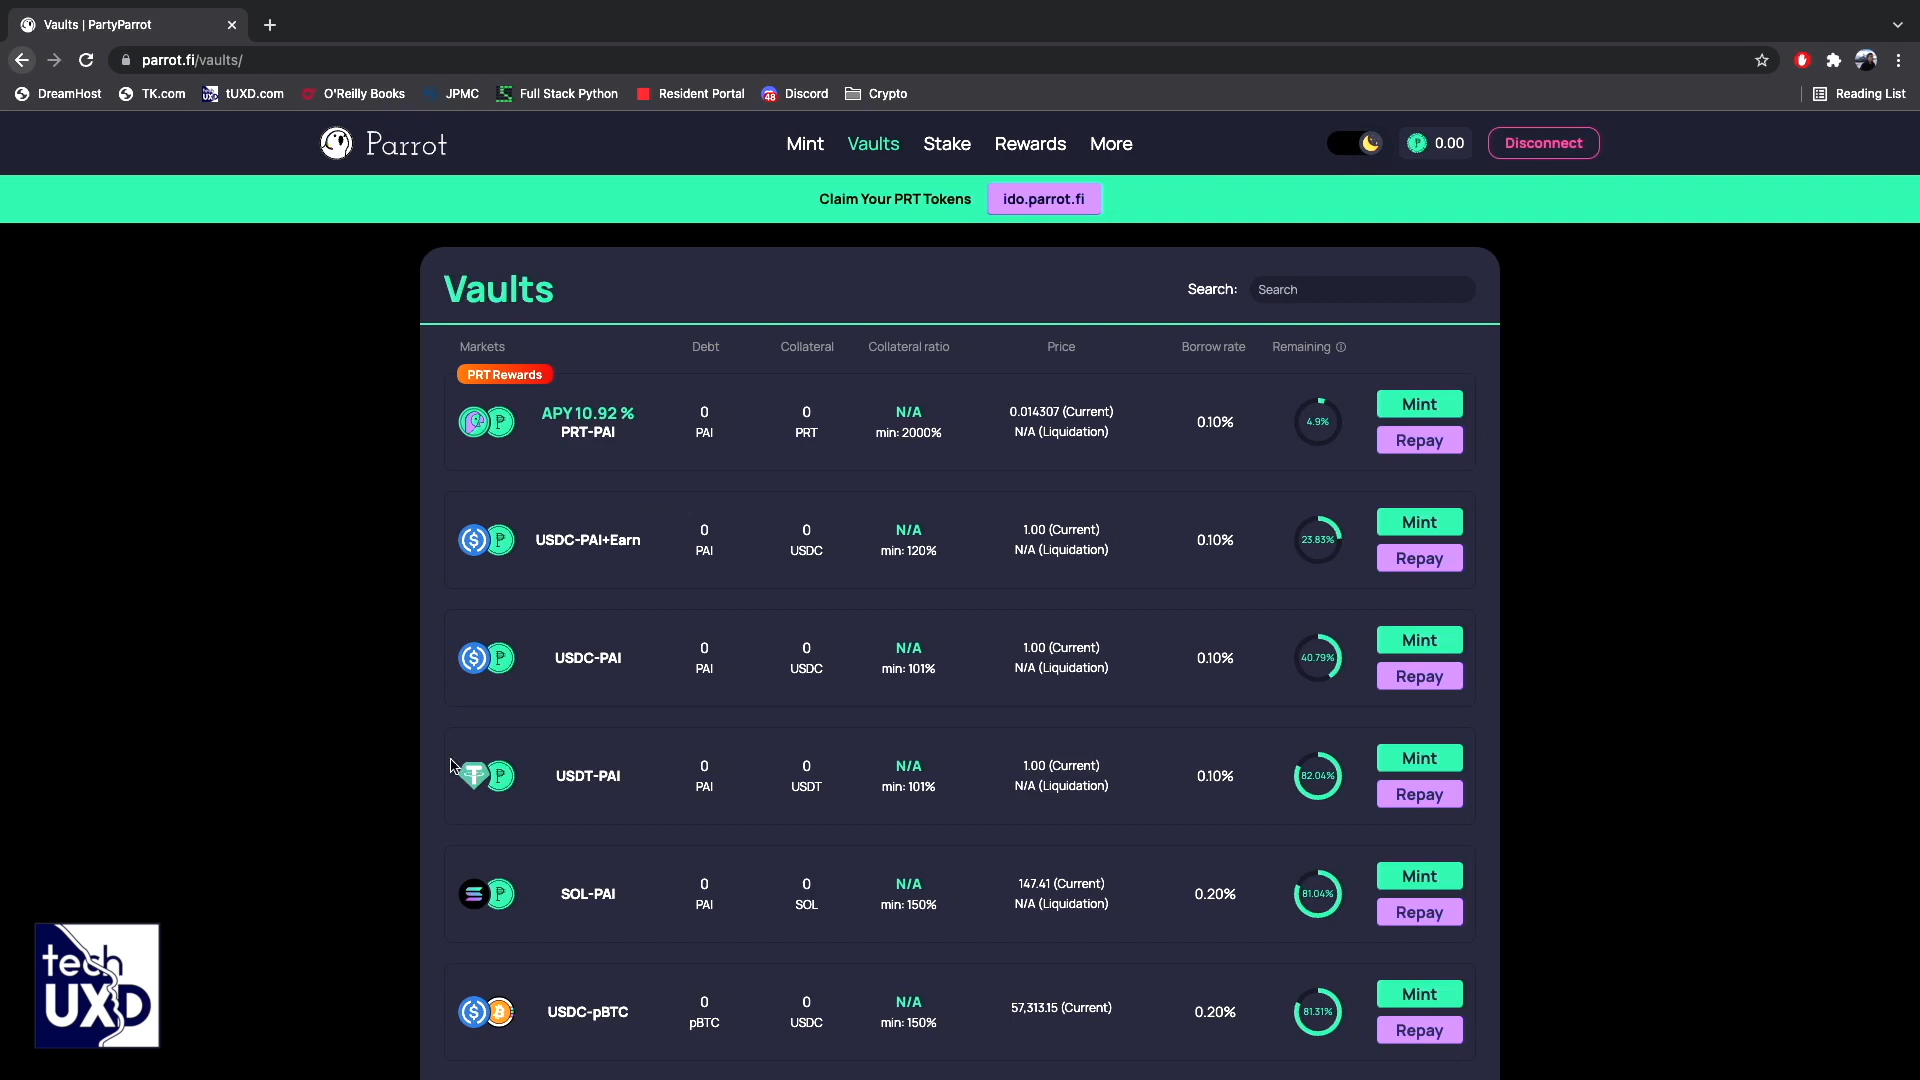 Vaults | PartyParrot
parrot.fi/vaults/
DreamHost TK.com tUXD.com O'Reilly Books JPMC Full Stack Python Resident Portal 48 Discord Crypto Reading List
Parrot Mint Vaults Stake Rewards More 0.00 Disconnect
Claim Your PRT Tokens ido.parrot.fi
Vaults Search: Search
Markets Debt Collateral Collateral ratio Price Borrow rate Remaining
PRT Rewards
APY 10.92 % 0 0 N/A 0.014307 (Current) Mint
PRT-PAI PAI PRT min: 2000% N/A (Liquidation) 0.10% 4.9% Repay
0 0 N/A 1.00 (Current) Mint
USDC-PAI+Earn PAI USDC min: 120% N/A (Liquidation) 0.10% 23.83% Repay
0 0 N/A 1.00 (Current) Mint
USDC-PAI PAI USDC min: 101% N/A (Liquidation) 0.10% 40.79% Repay
0 0 N/A 1.00 (Current) Mint
USDT-PAI PAI USDT min: 101% N/A (Liquidation) 0.10% 82.04% Repay
0 0 N/A 147.41 (Current) Mint
SOL-PAI PAI SOL min: 150% N/A (Liquidation) 0.20% 81.04% Repay
0 0 N/A 57,313.15 (Current) Mint
USDC-pBTC pBTC USDC min: 150% 0.20% 81.31% Repay
tech
UXD